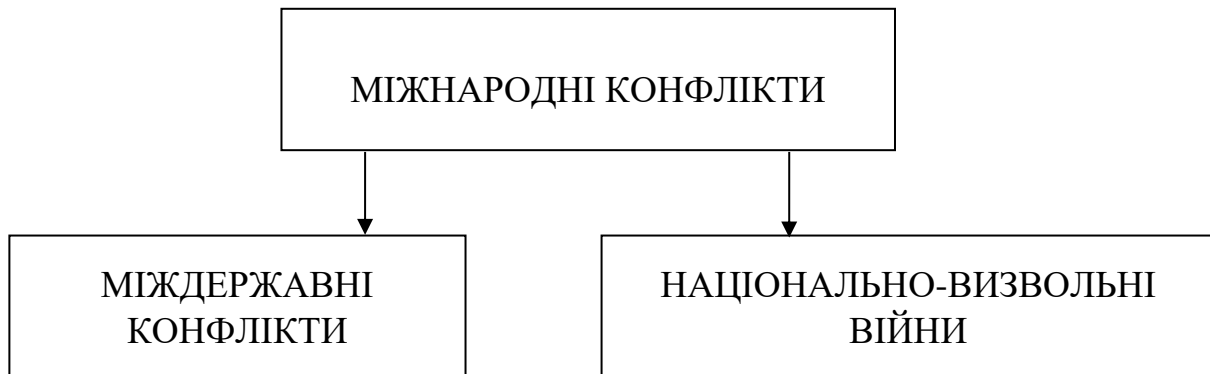 МІЖНАРОДНІ КОНФЛІКТИ
МІЖДЕРЖАВНІ
КОНФЛІКТИ
НАЦІОНАЛЬНО-ВИЗВОЛЬНІ
ВІЙНИ